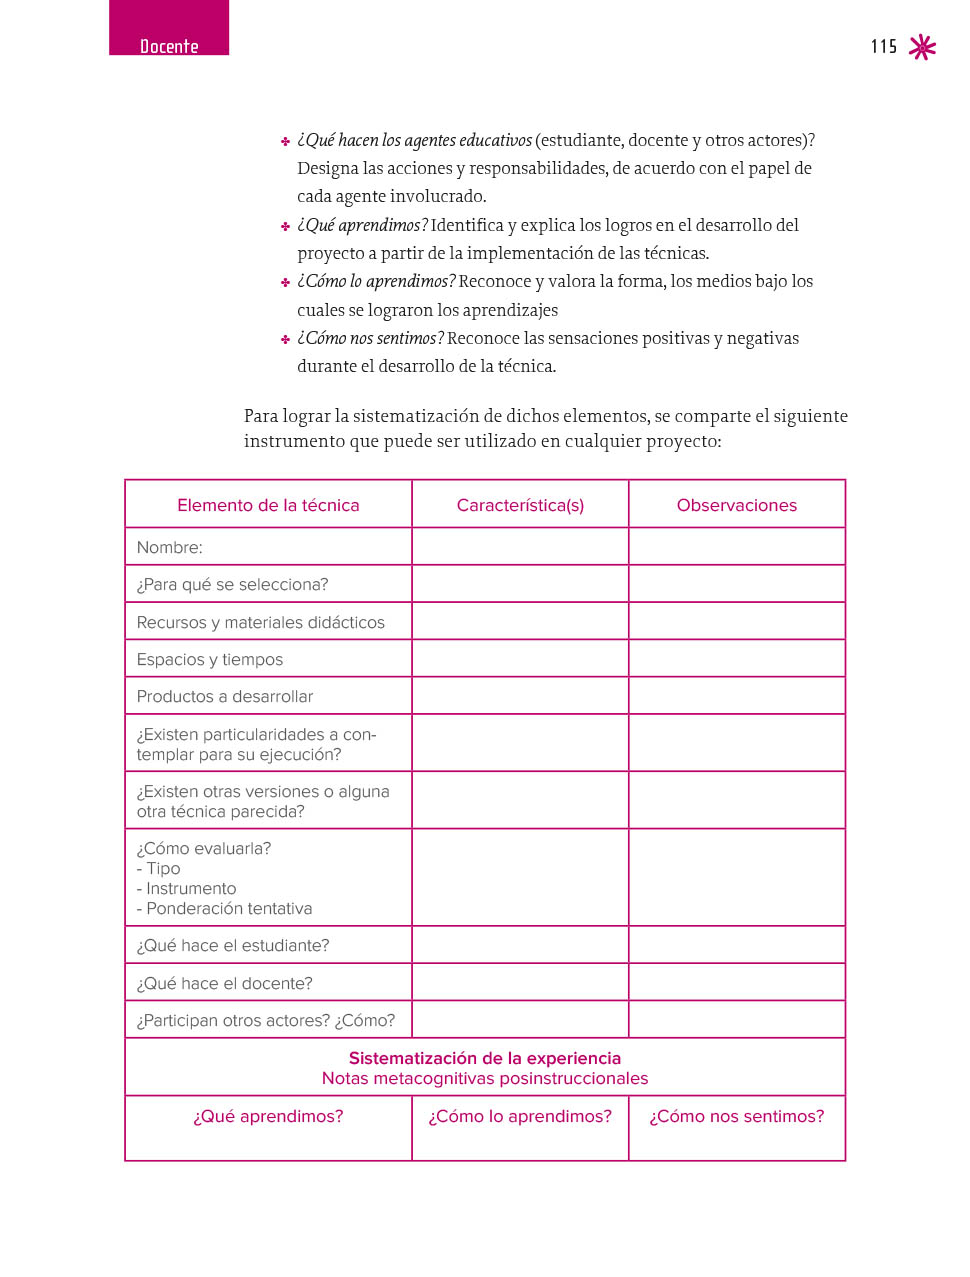 Docente
115
¿Qué hacen los agentes educativos (estudiante, docente y otros actores)?
Designa las acciones y responsabilidades, de acuerdo con el papel de
cada agente involucrado.
¿Qué aprendimos? Identifica y explica los logros en el desarrollo del
proyecto a partir de la implementación de las técnicas.
¿Cómo lo aprendimos? Reconoce y valora la forma, los medios bajo los
cuales se lograron los aprendizajes
¿Cómo nos sentimos? Reconoce las sensaciones positivas y negativas
durante el desarrollo de la técnica.
Para lograr la sistematización de dichos elementos, se comparte el siguiente
instrumento que puede ser utilizado en cualquier proyecto:
Elemento de la técnica Característica(s) Observaciones
Nombre:
¿Para qué se selecciona?
Recursos y materiales didácticos
Espacios y tiempos
Productos a desarrollar
¿Existen particularidades a con-
templar para su ejecución?
¿Existen otras versiones o alguna
otra técnica parecida?
¿Cómo evaluarla?
- Tipo
- Instrumento
- Ponderación tentativa
¿Qué hace el estudiante?
¿Qué hace el docente?
¿Participan otros actores? ¿Cómo?
Sistematización de la experiencia
Notas metacognitivas posinstruccionales
¿Qué aprendimos? ¿Cómo lo aprendimos? ¿Cómo nos sentimos?